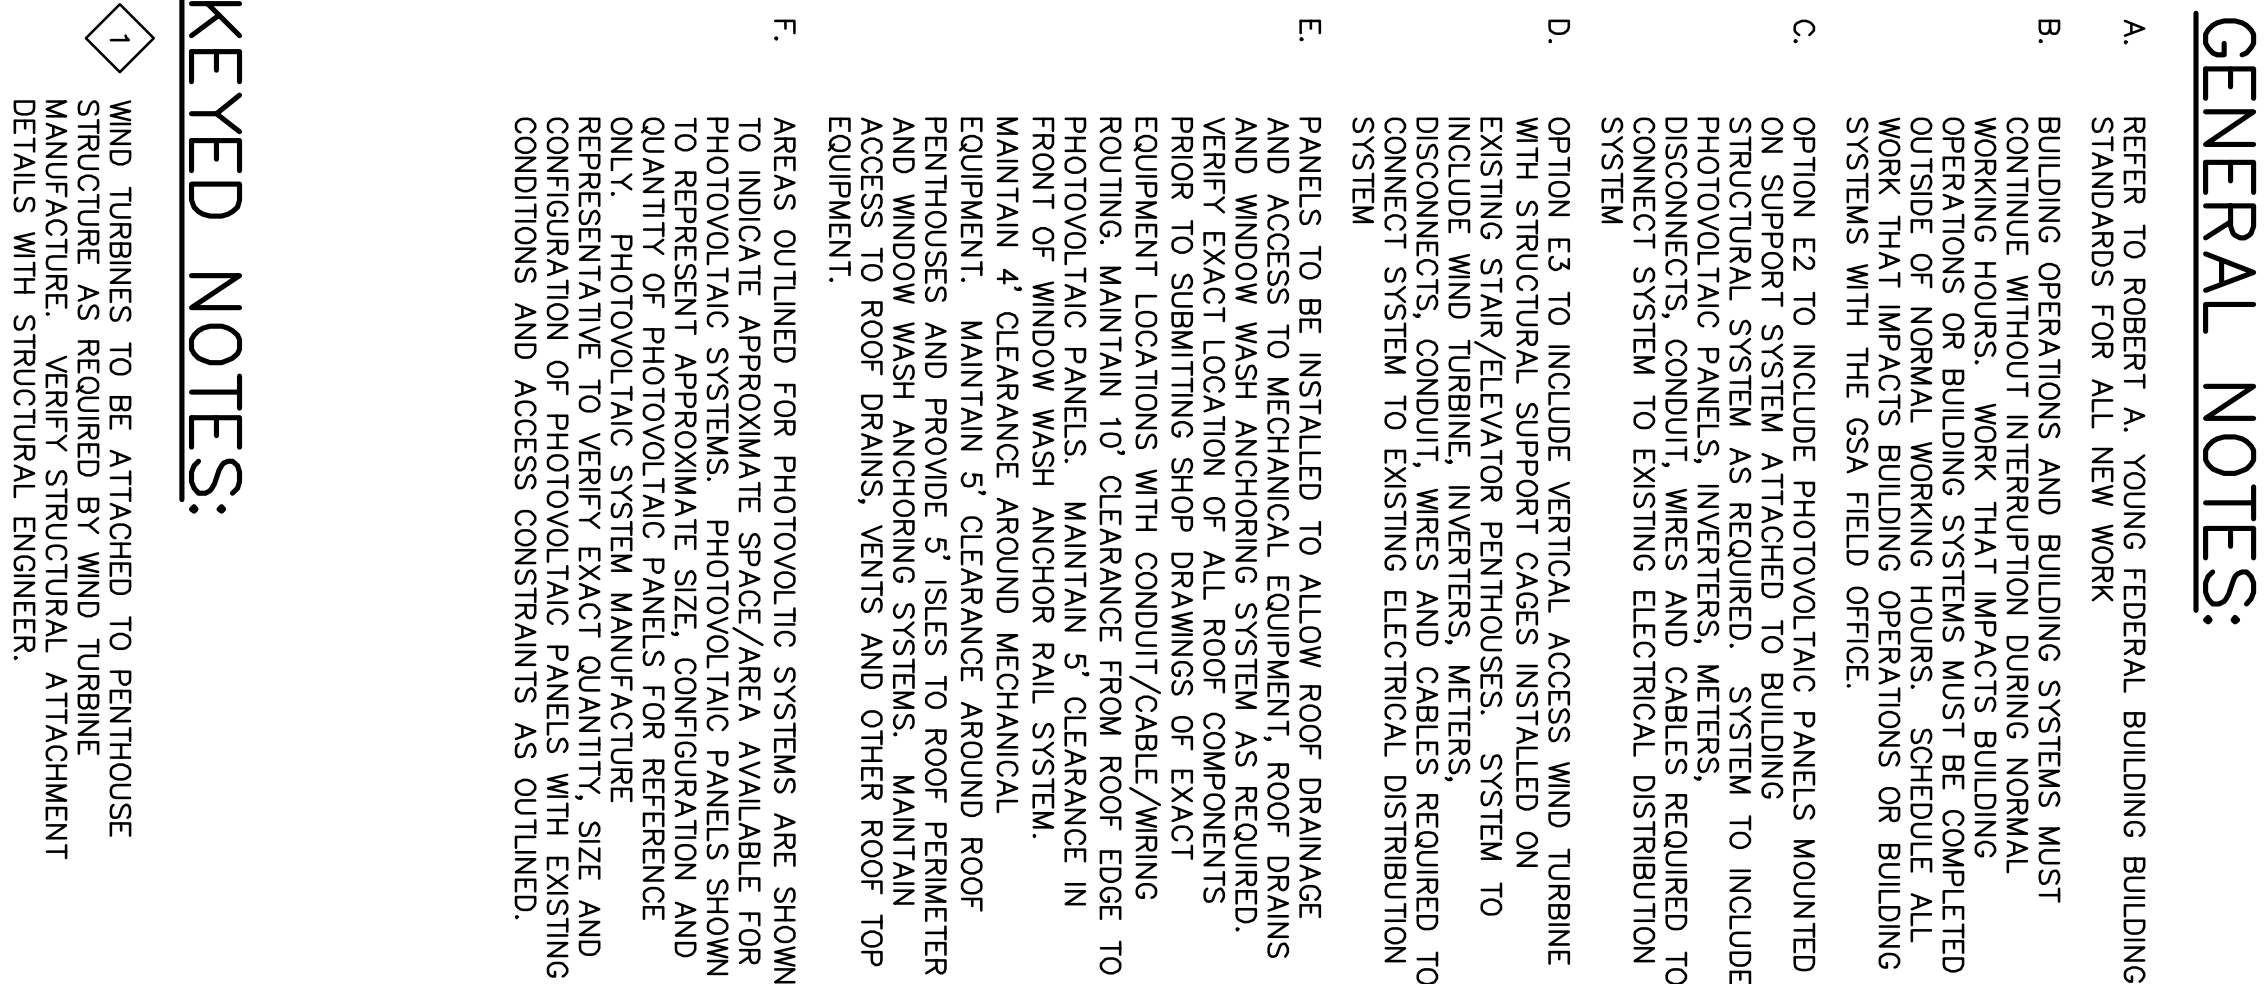 GENERAL NOTES:
A. REFER TO ROBERT A. YOUNG FEDERAL BUILDING BUILDING
STANDARDS FOR ALL NEW WORK
B. BUILDING OPERATIONS AND BUILDING SYSTEMS MUST
CONTINUE WITHOUT INTERRUPTION DURING NORMAL
WORKING HOURS. WORK THAT IMPACTS BUILDING
OPERATIONS OR BUILDING SYSTEMS MUST BE COMPLETED
OUTSIDE OF NORMAL WORKING HOURS. SCHEDULE ALL
WORK THAT IMPACTS BUILDING OPERATIONS OR BUILDING
SYSTEMS WITH THE GSA FIELD OFFICE.
C. OPTION E2 TO INCLUDE PHOTOVOLTAIC PANELS MOUNTED
ON SUPPORT SYSTEM ATTACHED TO BUILDING
STRUCTURAL SYSTEM AS REQUIRED. SYSTEM TO INCLUDE
PHOTOVOLTAIC PANELS, INVERTERS, METERS,
DISCONNECTS, CONDUIT, WIRES AND CABLES REQUIRED TO
CONNECT SYSTEM TO EXISTING ELECTRICAL DISTRIBUTION
SYSTEM
D. OPTION E3 TO INCLUDE VERTICAL ACCESS WIND TURBINE
WITH STRUCTURAL SUPPORT CAGES INSTALLED ON
EXISTING STAIR/ELEVATOR PENTHOUSES. SYSTEM TO
INCLUDE WIND TURBINE, INVERTERS, METERS,
DISCONNECTS, CONDUIT, WIRES AND CABLES REQUIRED TO
CONNECT SYSTEM TO EXISTING ELECTRICAL DISTRIBUTION
SYSTEM
E. PANELS TO BE INSTALLED TO ALLOW ROOF DRAINAGE
AND ACCESS TO MECHANICAL EQUIPMENT, ROOF DRAINS
AND WINDOW WASH ANCHORING SYSTEM AS REQUIRED.
VERIFY EXACT LOCATION OF ALL ROOF COMPONENTS
PRIOR TO SUBMITTING SHOP DRAWINGS OF EXACT
EQUIPMENT LOCATIONS WITH CONDUIT/CABLE/WIRING
ROUTING. MAINTAIN 10' CLEARANCE FROM ROOF EDGE TO
PHOTOVOLTAIC PANELS. MAINTAIN 5' CLEARANCE IN
FRONT OF WINDOW WASH ANCHOR RAIL SYSTEM.
MAINTAIN 4' CLEARANCE AROUND MECHANICAL
EQUIPMENT. MAINTAIN 5' CLEARANCE AROUND ROOF
PENTHOUSES AND PROVIDE 5' ISLES TO ROOF PERIMETER
AND WINDOW WASH ANCHORING SYSTEMS. MAINTAIN
ACCESS TO ROOF DRAINS, VENTS AND OTHER ROOF TOP
EQUIPMENT.
F. AREAS OUTLINED FOR PHOTOVOLTIC SYSTEMS ARE SHOWN
TO INDICATE APPROXIMATE SPACE/AREA AVAILABLE FOR
PHOTOVOLTAIC SYSTEMS. PHOTOVOLTAIC PANELS SHOWN
TO REPRESENT APPROXIMATE SIZE, CONFIGURATION AND
QUANTITY OF PHOTOVOLTAIC PANELS FOR REFERENCE
ONLY. PHOTOVOLTAIC SYSTEM MANUFACTURE
REPRESENTATIVE TO VERIFY EXACT QUANTITY, SIZE AND
CONFIGURATION OF PHOTOVOLTAIC PANELS WITH EXISTING
CONDITIONS AND ACCESS CONSTRAINTS AS OUTLINED.
KEYED NOTES:
1 WIND TURBINES TO BE ATTACHED TO PENTHOUSE
STRUCTURE AS REQUIRED BY WIND TURBINE
MANUFACTURE. VERIFY STRUCTURAL ATTACHMENT
DETAILS WITH STRUCTURAL ENGINEER.